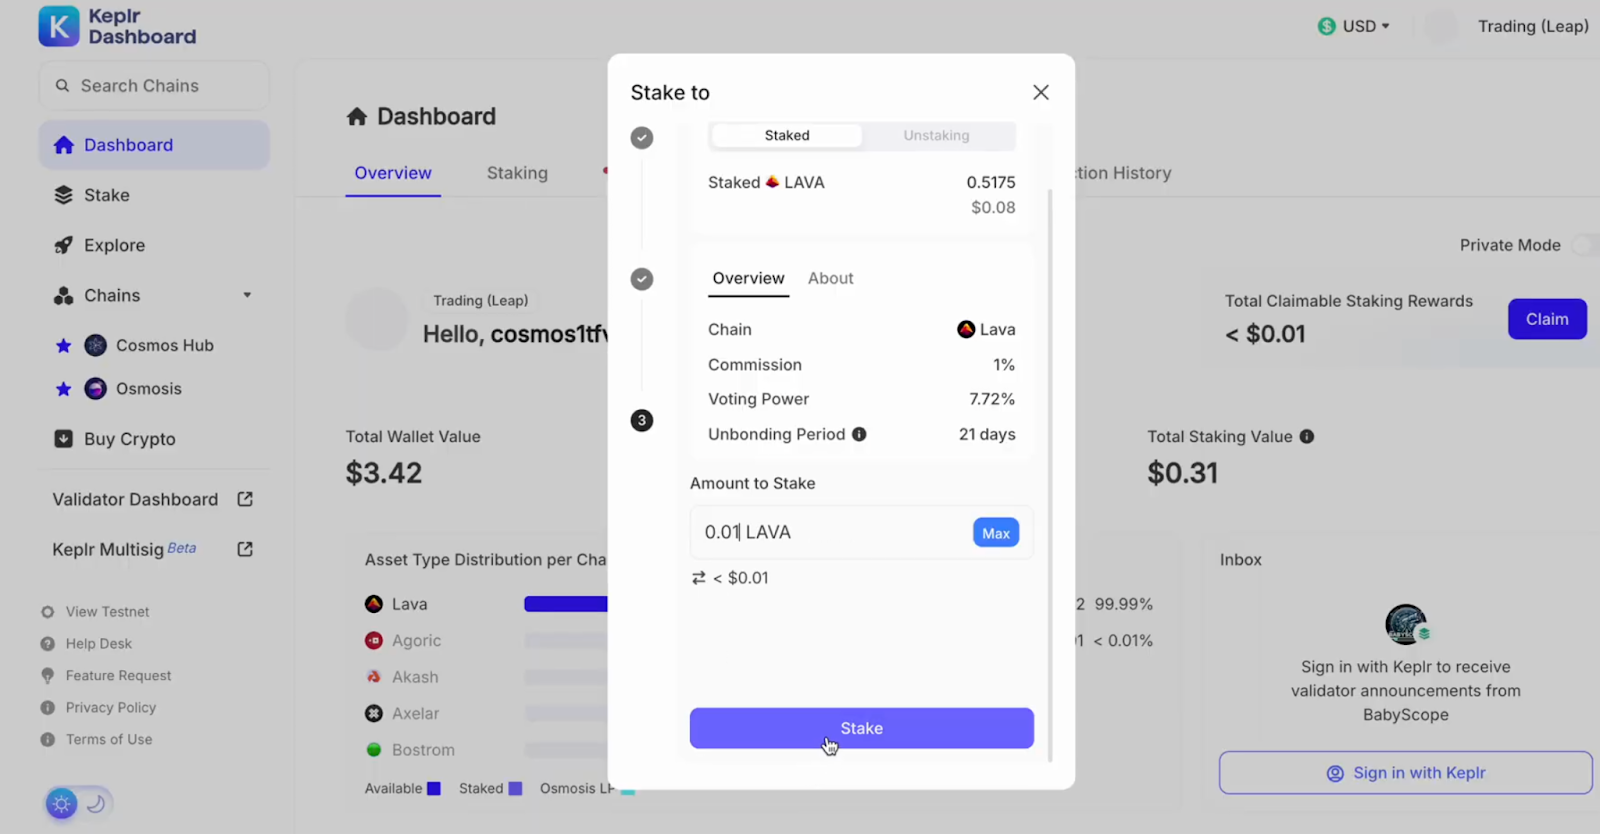 Keplr
Dashboard
USD
Trading (Leap)
Search Chains
Dashboard
Stake
Explore
Chains
Cosmos Hub
Osmosis
Buy Crypto
Validator Dashboard
Keplr Multisig Beta
View Testnet
Help Desk
Feature Request
Privacy Policy
Terms of Use
Dashboard
Overview
Staking
ction History
Private Mode
Trading (Leap)
Hello, cosmos1tfv
Total Claimable Staking Rewards
< $0.01
Claim
Total Wallet Value
$3.42
Total Staking Value
$0.31
Asset Type Distribution per Cha
Lava
2 99.99%
Agoric
1 < 0.01%
Akash
Axelar
Bostrom
Available
Staked
Osmosis LP
Inbox
BABYSCOPE
Sign in with Keplr to receive
validator announcements from
BabyScope
Sign in with Keplr
Stake to
Staked
Unstaking
Staked LAVA
0.5175
$0.08
Overview
About
Chain
Lava
Commission
1%
Voting Power
7.72%
3
Unbonding Period
21 days
Amount to Stake
0.01 LAVA
Max
< $0.01
Stake